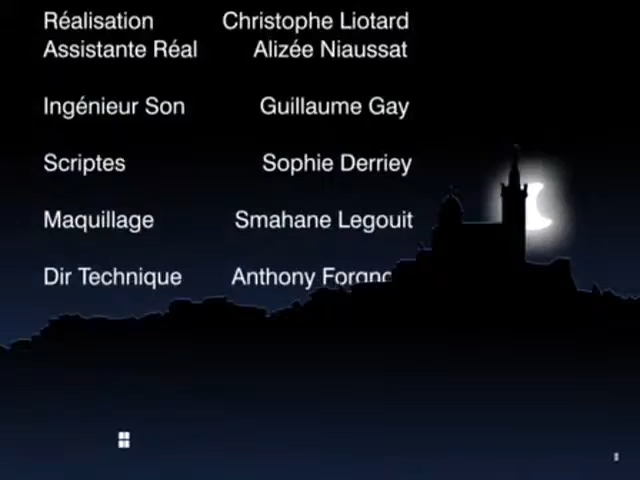 Réalisation Christophe Liotard
Assistante Réal Alizée Niaussat
Ingénieur Son Guillaume Gay
Scriptes Sophie Derriey
Maquillage Smahane Legouit
Dir Technique Anthony